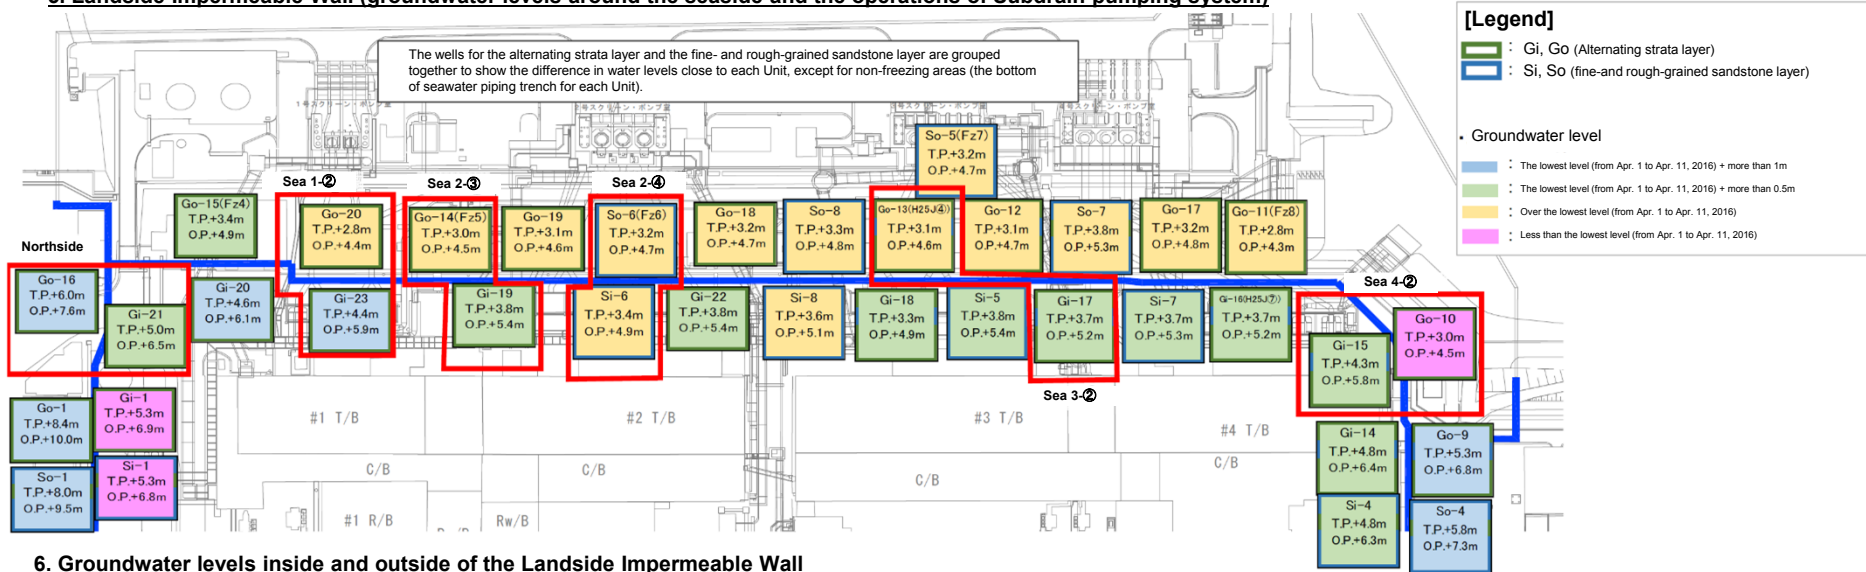 The wells for the alternating strata layer and the fine- and rough-grained sandstone layer are grouped
together to show the difference in water levels close to each Unit, except for non-freezing areas (the bottom
of seawater piping trench for each Unit).
[Legend]
: Gi, Go (Alternating strata layer)
: Si, So (fine-and rough-grained sandstone layer)
. Groundwater level
: The lowest level (from Apr. 1 to Apr. 11, 2016) + more than 1m
: The lowest level (from Apr. 1 to Apr. 11, 2016) + more than 0.5m
: Over the lowest level (from Apr. 1 to Apr. 11, 2016)
: Less than the lowest level (from Apr. 1 to Apr. 11, 2016)
So-5(Fz7)
T.P.+3.2m
O.P.+4.7m
Sea 1-②
Sea 2-③
Sea 2-④
Go-15(Fz4)
T.P.+3.4m
O.P.+4.9m
Go-20
T.P.+2.8m
O.P.+4.4m
Go-14(Fz5)
T.P.+3.0m
O.P.+4.5m
Go-19
T.P.+3.1m
O.P.+4.6m
So-6(Fz6)
T.P.+3.2m
O.P.+4.7m
Go-18
T.P.+3.2m
O.P.+4.7m
So-8
T.P.+3.3m
O.P.+4.8m
Go-13(H25J④)
T.P.+3.1m
O.P.+4.6m
Go-12
T.P.+3.1m
O.P.+4.7m
So-7
T.P.+3.8m
O.P.+5.3m
Go-17
T.P.+3.2m
O.P.+4.8m
Go-11(Fz8)
T.P.+2.8m
O.P.+4.3m
Northside
Go-16
T.P.+6.0m
O.P.+7.6m
Gi-21
T.P.+5.0m
O.P.+6.5m
Gi-20
T.P.+4.6m
O.P.+6.1m
Gi-23
T.P.+4.4m
O.P.+5.9m
Gi-19
T.P.+3.8m
O.P.+5.4m
Si-6
T.P.+3.4m
O.P.+4.9m
Gi-22
T.P.+3.8m
O.P.+5.4m
Si-8
T.P.+3.6m
O.P.+5.1m
Gi-18
T.P.+3.3m
O.P.+4.9m
Si-5
T.P.+3.8m
O.P.+5.4m
Gi-17
T.P.+3.7m
O.P.+5.2m
Si-7
T.P.+3.7m
O.P.+5.3m
Gi-16(H25J⑦)
T.P.+3.7m
O.P.+5.2m
Sea 4-②
Gi-15
T.P.+4.3m
O.P.+5.8m
Go-10
T.P.+3.0m
O.P.+4.5m
Sea 3-②
Go-1
T.P.+8.4m
O.P.+10.0m
Gi-1
T.P.+5.3m
O.P.+6.9m
So-1
T.P.+8.0m
O.P.+9.5m
Si-1
T.P.+5.3m
O.P.+6.8m
#1 T/B
#2 T/B
#3 T/B
#4 T/B
C/B
C/B
C/B
C/B
#1 R/B
Rw/B
Gi-14
T.P.+4.8m
O.P.+6.4m
Go-9
T.P.+5.3m
O.P.+6.8m
Si-4
T.P.+4.8m
O.P.+6.3m
So-4
T.P.+5.8m
O.P.+7.3m
6. Groundwater levels inside and outside of the Landside Impermeable Wall